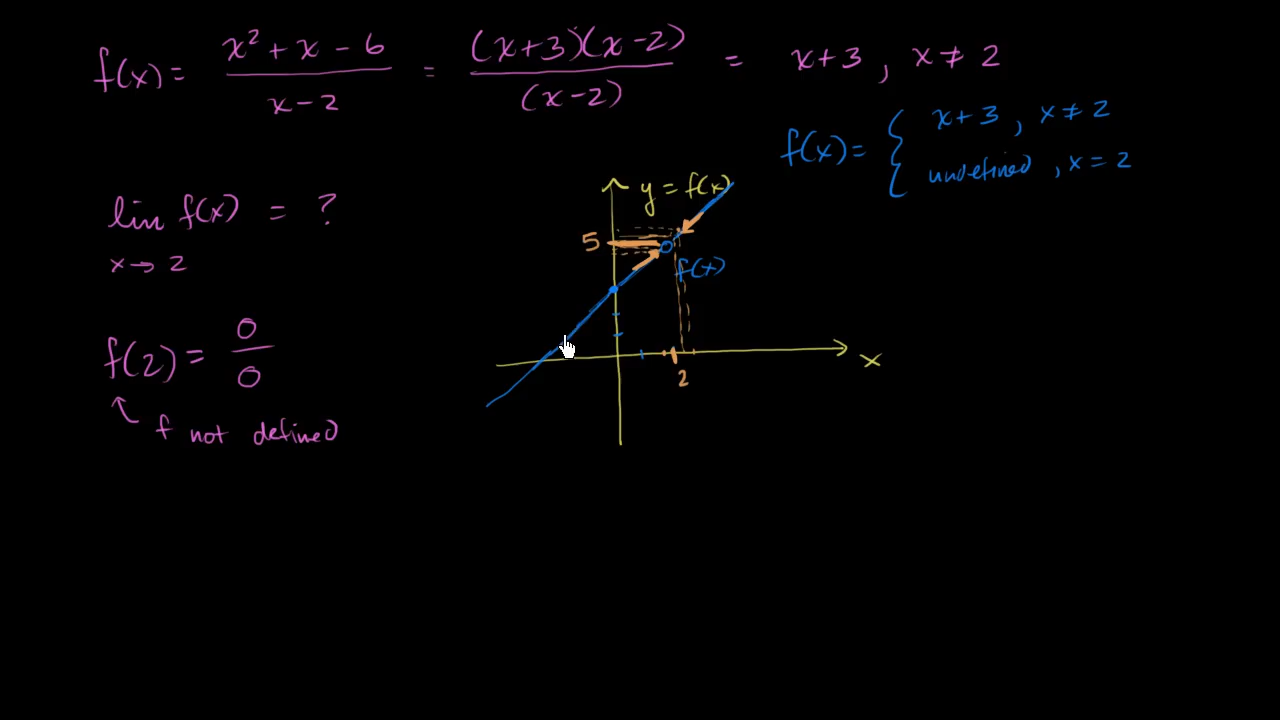 f(x) = (x² + x - 6)/(x - 2) = ((x+3)(x-2))/((x-2)) = x+3 , x ≠ 2
f(x) = { x+3 , x ≠ 2
undefined , x = 2
lim f(x) = ?
x → 2
f(2) = 0/0
f not defined
y = f(x)
5
f(x)
2
x